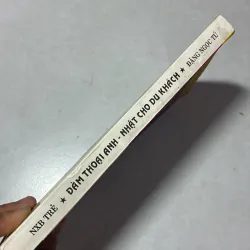 NXB TRẺ ★ ĐÀM THOẠI ANH - NHẬT CHO DU KHÁCH ★ ĐẶNG NGỌC TÚ